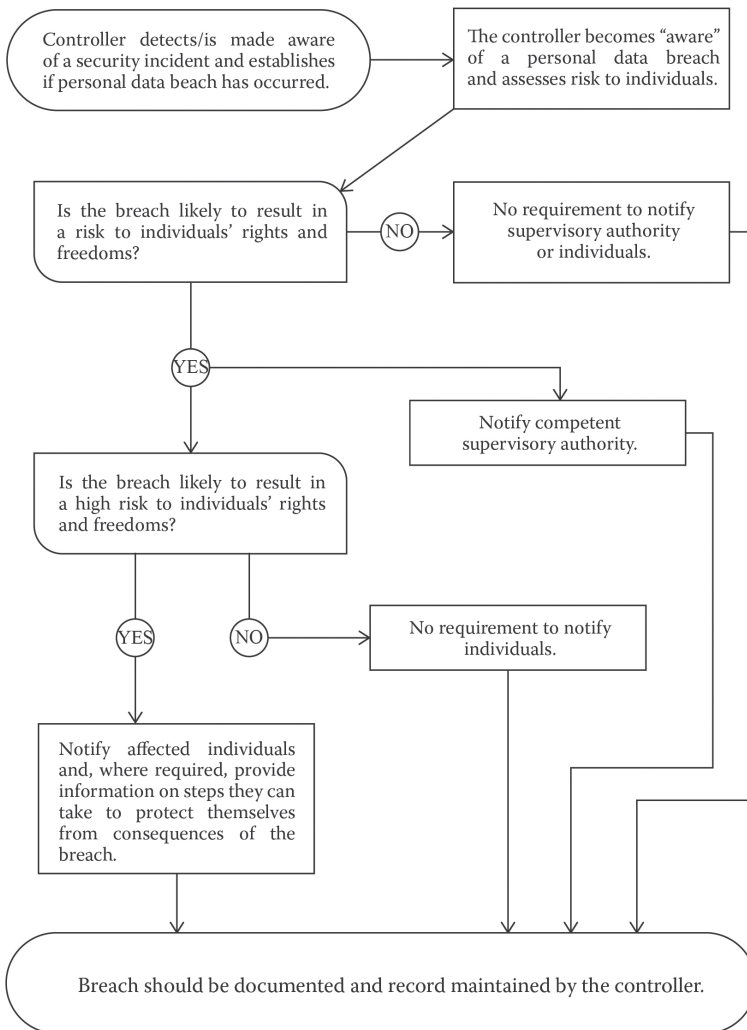 Controller detects/is made aware
of a security incident and establishes
if personal data beach has occurred.
The controller becomes “aware”
of a personal data breach
and assesses risk to individuals.
Is the breach likely to result in
a risk to individuals’ rights and
freedoms?
NO
No requirement to notify
supervisory authority
or individuals.
YES
Notify competent
supervisory authority.
Is the breach likely to result in
a high risk to individuals’ rights
and freedoms?
YES
NO
No requirement to notify
individuals.
Notify affected individuals
and, where required, provide
information on steps they can
take to protect themselves
from consequences of the
breach.
Breach should be documented and record maintained by the controller.